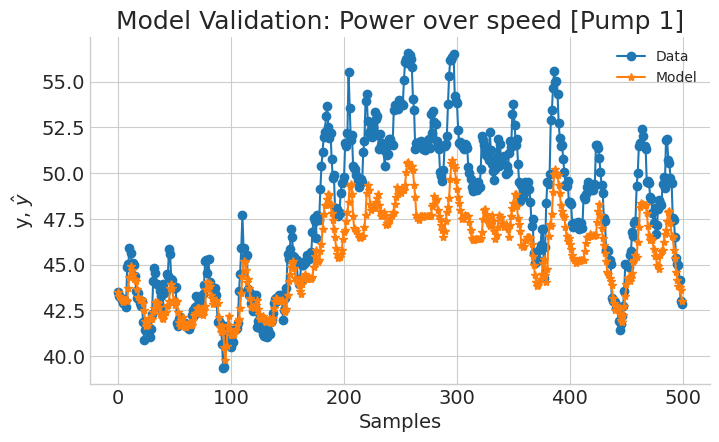 Model Validation: Power over speed [Pump 1]
Data
Model
55.0
52.5
50.0
47.5
45.0
42.5
40.0
y, ŷ
0 100 200 300 400 500
Samples